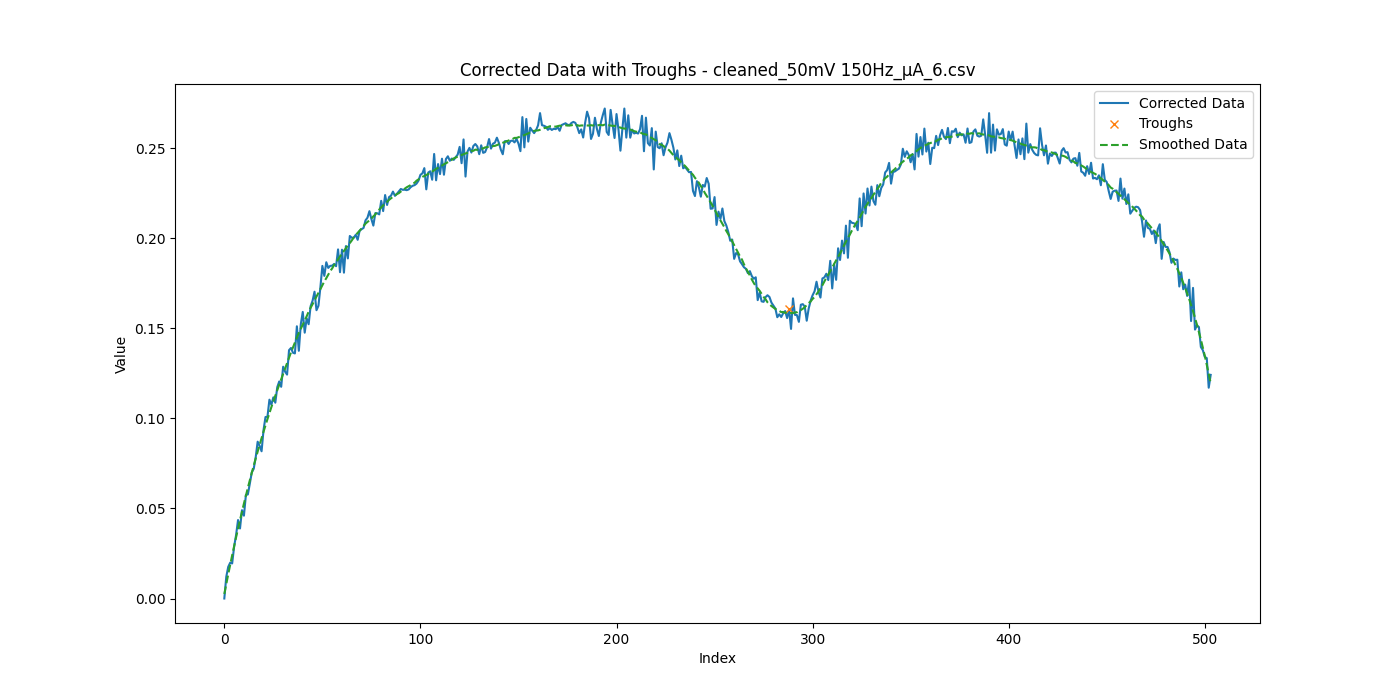 Corrected Data with Troughs - cleaned_50mV 150Hz_µA_6.csv
Corrected Data
Troughs
Smoothed Data
Value
0.25
0.20
0.15
0.10
0.05
0.00
0 100 200 300 400 500
Index